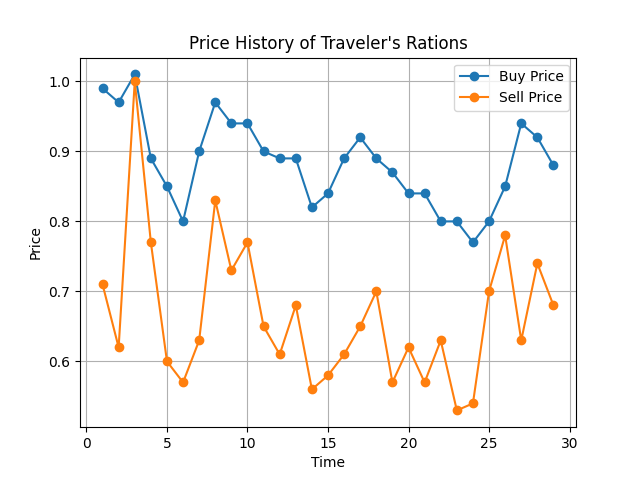 Price History of Traveler's Rations
Buy Price
Sell Price
1.0
0.9
0.8
0.7
0.6
Price
0 5 10 15 20 25 30
Time